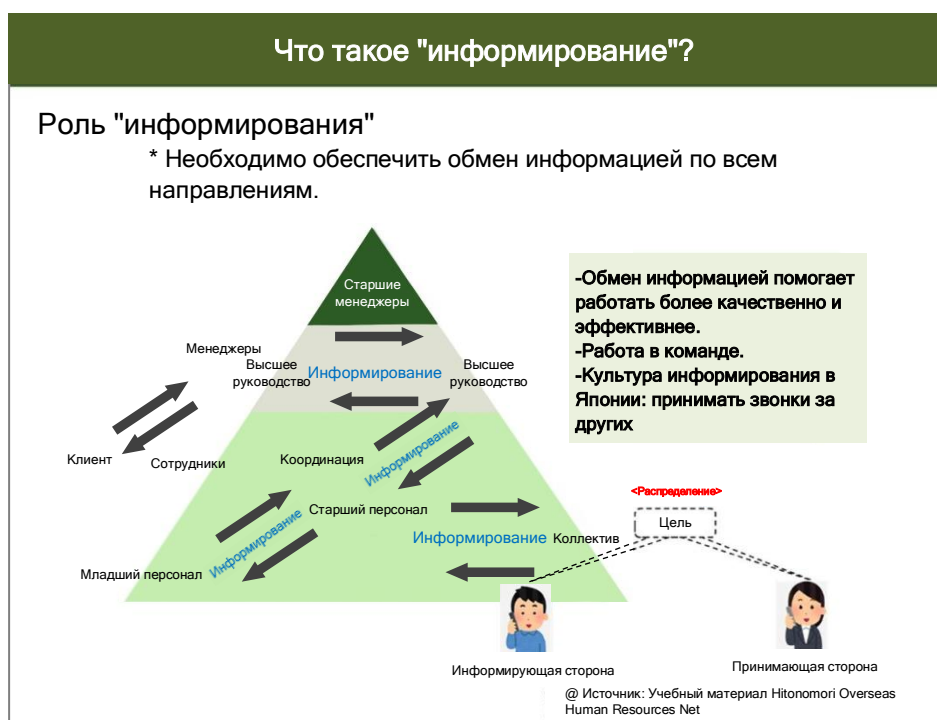 Что такое "информирование"?
Роль "информирования"
* Необходимо обеспечить обмен информацией по всем
направлениям.
Старшие
менеджеры
-Обмен информацией помогает
работать более качественно и
эффективнее.
-Работа в команде.
-Культура информирования в
Японии: принимать звонки за
других
Менеджеры
Высшее
руководство
Информирование
Высшее
руководство
Клиент
Сотрудники
Координация
Информирование
<Распределение>
Цель
Старший персонал
Информирование
Информирование
Коллектив
Младший персонал
Информирующая сторона
Принимающая сторона
@ Источник: Учебный материал Hitonomori Overseas
Human Resources Net